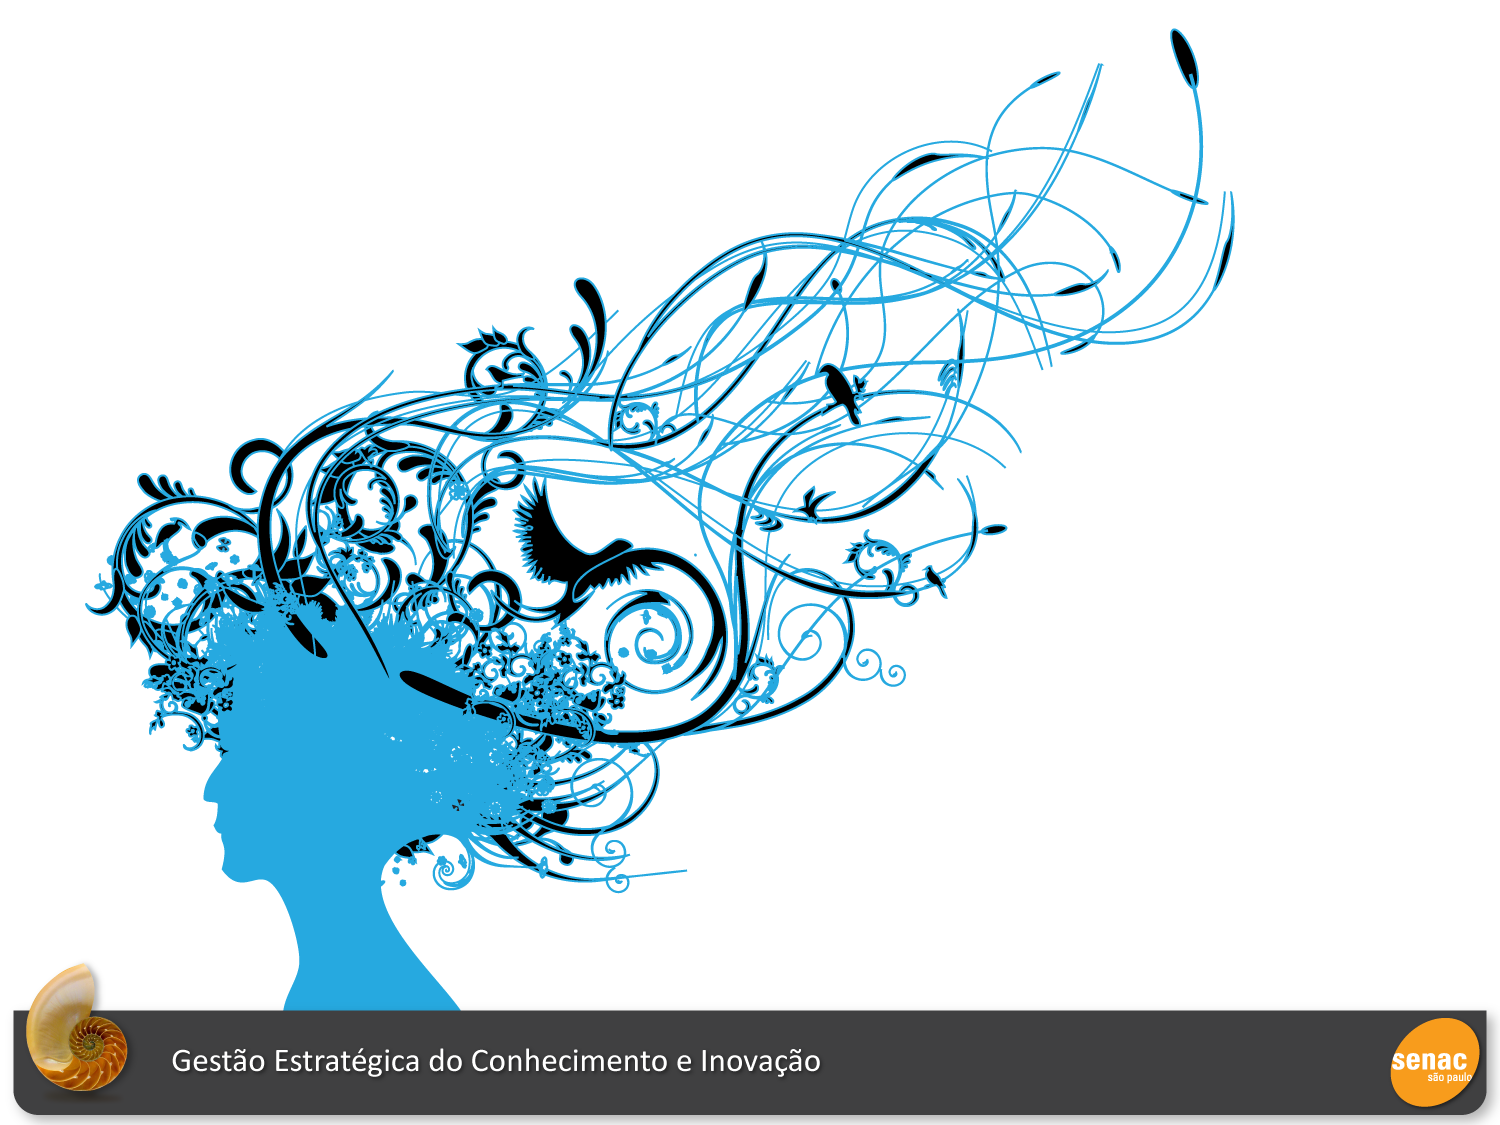 Gestão Estratégica do Conhecimento e Inovação
senac
são paulo